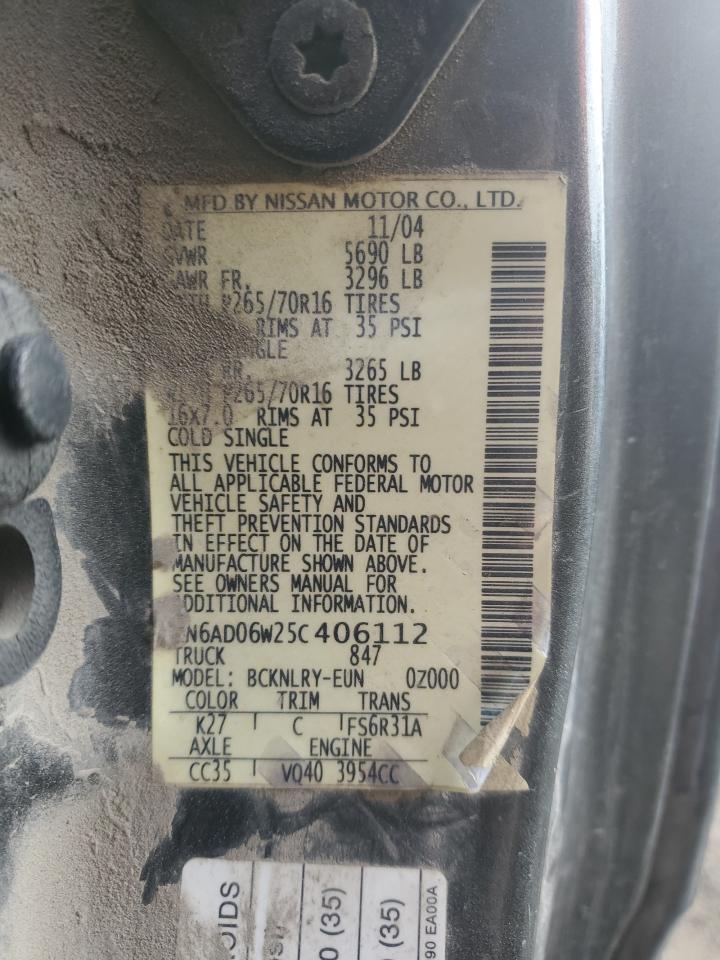 MFD BY NISSAN MOTOR CO., LTD.
DATE 11/04
GVWR 5690 LB
GAWR FR. 3296 LB
P265/70R16 TIRES
RIMS AT 35 PSI
3265 LB
WITH P265/70R16 TIRES
16x7.0 RIMS AT 35 PSI
COLD SINGLE
THIS VEHICLE CONFORMS TO
ALL APPLICABLE FEDERAL MOTOR
VEHICLE SAFETY AND
THEFT PREVENTION STANDARDS
IN EFFECT ON THE DATE OF
MANUFACTURE SHOWN ABOVE.
SEE OWNERS MANUAL FOR
ADDITIONAL INFORMATION.
N6AD06W25C406112
TRUCK 847
MODEL: BCKNLRY-EUN 0Z000
COLOR TRIM TRANS
K27 C FS6R31A
AXLE ENGINE
CC35 VQ40 3954CC
0 (35)
0 (35)
90 EA00A